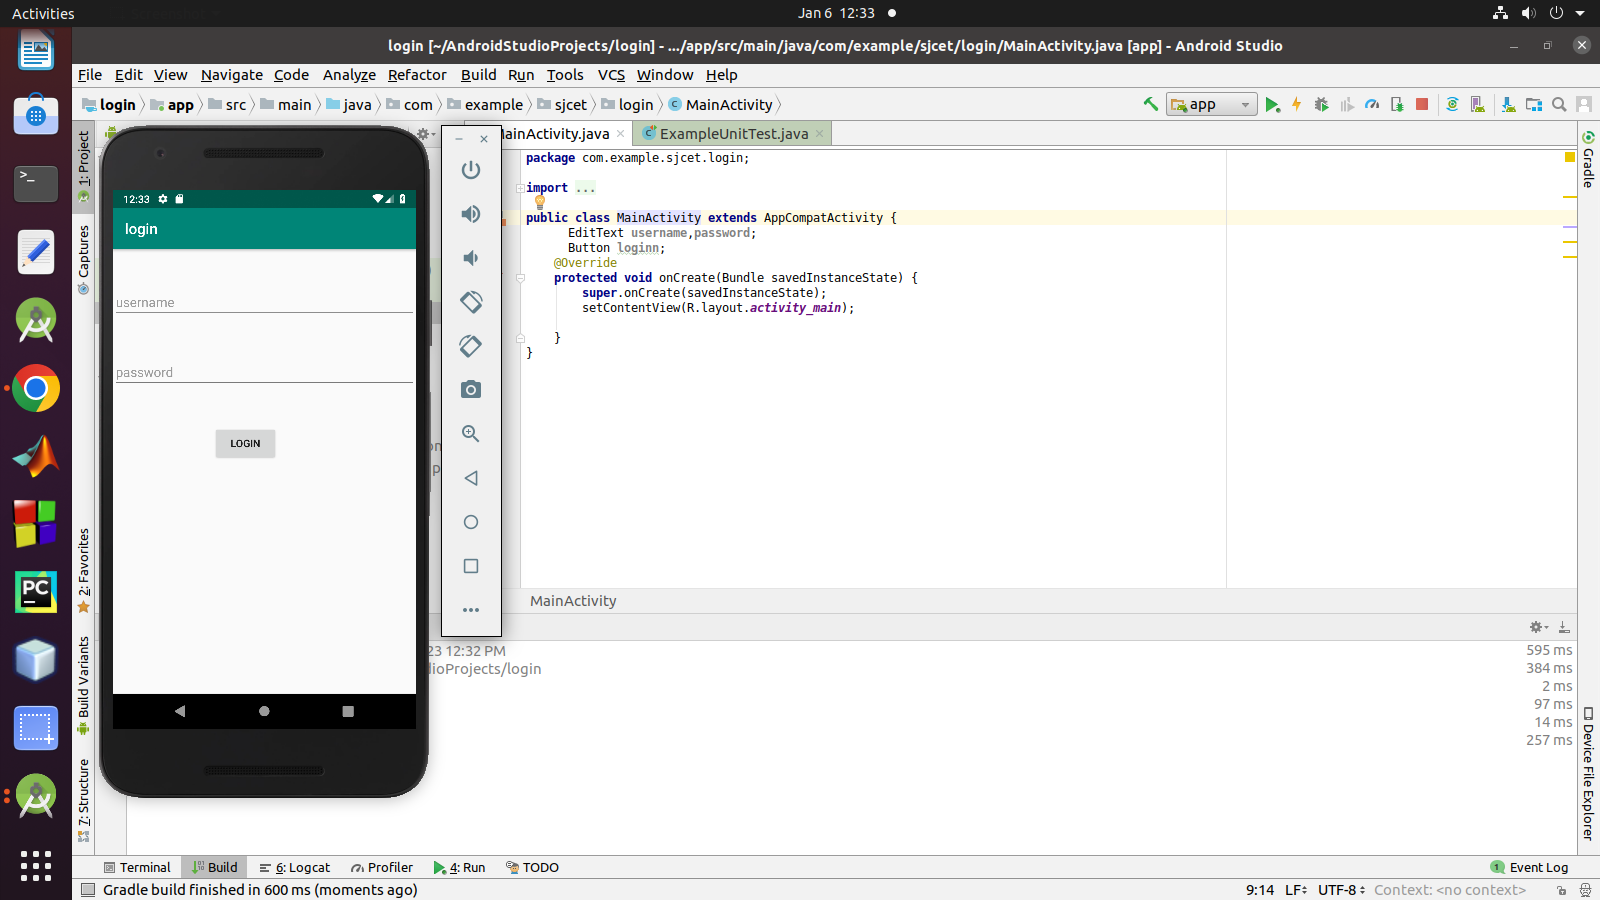 Activities
Jan 6 12:33
login [~/AndroidStudioProjects/login] - .../app/src/main/java/com/example/sjcet/login/MainActivity.java [app] - Android Studio
File Edit View Navigate Code Analyze Refactor Build Run Tools VCS Window Help
login app src main java com example sjcet login MainActivity
app
1: Project
Captures
2: Favorites
Build Variants
7: Structure
12:33
login
username
password
LOGIN
MainActivity.java
ExampleUnitTest.java
package com.example.sjcet.login;
import ...
public class MainActivity extends AppCompatActivity {
EditText username,password;
Button loginn;
@Override
protected void onCreate(Bundle savedInstanceState) {
super.onCreate(savedInstanceState);
setContentView(R.layout.activity_main);
}
}
MainActivity
23 12:32 PM
dioProjects/login
595 ms
384 ms
2 ms
97 ms
14 ms
257 ms
Gradle
Device File Explorer
Terminal Build 6: Logcat Profiler 4: Run TODO
1 Event Log
Gradle build finished in 600 ms (moments ago)
9:14 LF UTF-8 Context: <no context>